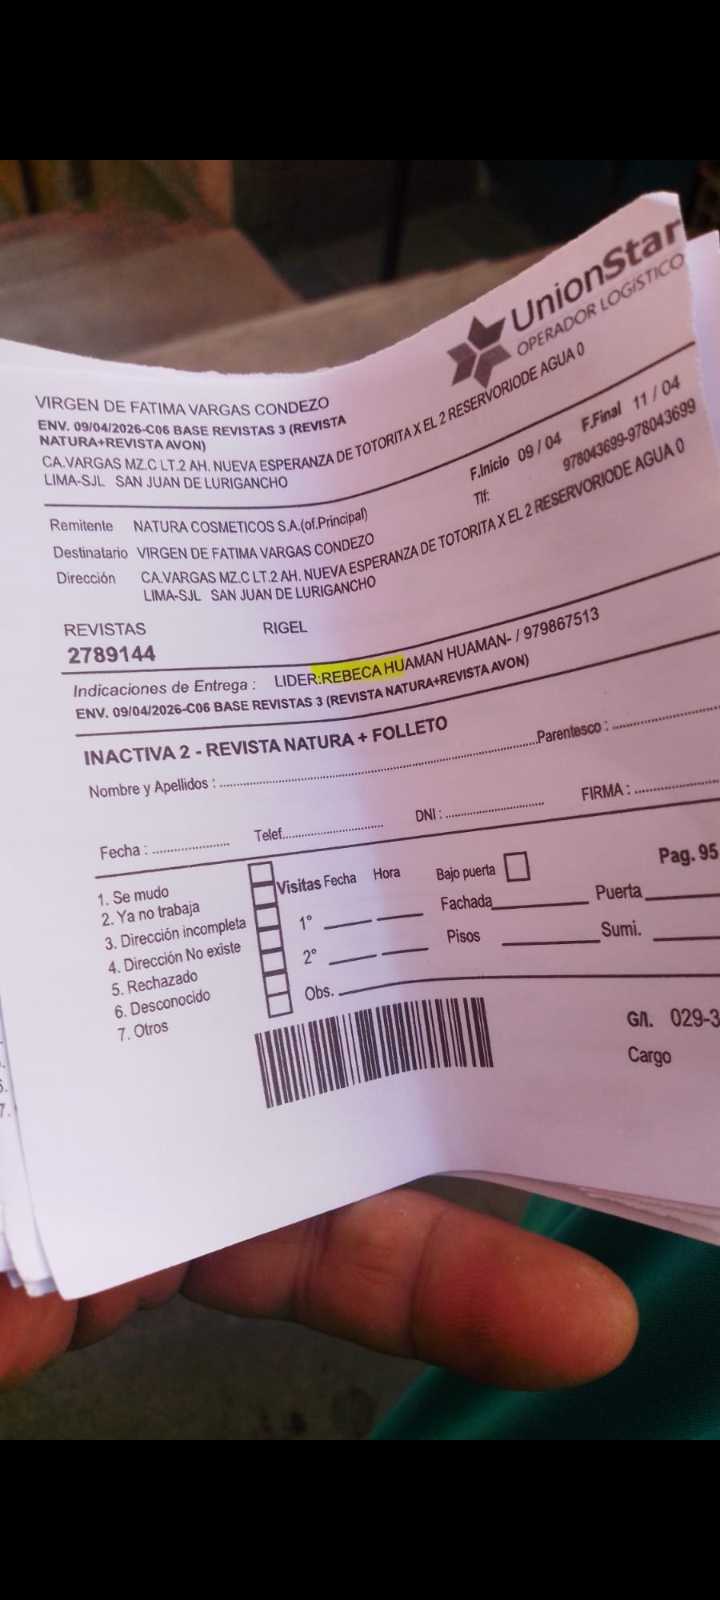 UnionStar
OPERADOR LOGÍSTICO
VIRGEN DE FATIMA VARGAS CONDEZO
ENV. 09/04/2026-C06 BASE REVISTAS 3 (REVISTA
NATURA+REVISTA AVON)
CA.VARGAS MZ.C LT.2 AH. NUEVA ESPERANZA DE TOTORITA X EL 2 RESERVORIODE AGUA 0
LIMA-SJL SAN JUAN DE LURIGANCHO
F.Inicio 09 / 04 F.Final 11 / 04
Tlf: 978043699-978043699
Remitente NATURA COSMETICOS S.A.(of.Principal)
Destinatario VIRGEN DE FATIMA VARGAS CONDEZO
Dirección CA.VARGAS MZ.C LT.2 AH. NUEVA ESPERANZA DE TOTORITA X EL 2 RESERVORIODE AGUA 0
LIMA-SJL SAN JUAN DE LURIGANCHO
REVISTAS RIGEL
2789144
Indicaciones de Entrega : LIDER:REBECA HUAMAN HUAMAN- / 979867513
ENV. 09/04/2026-C06 BASE REVISTAS 3 (REVISTA NATURA+REVISTA AVON)
INACTIVA 2 - REVISTA NATURA + FOLLETO
Nombre y Apellidos : Parentesco :
Fecha : Telef. DNI : FIRMA :
1. Se mudo
2. Ya no trabaja
3. Dirección incompleta
4. Dirección No existe
5. Rechazado
6. Desconocido
7. Otros
Visitas Fecha Hora Bajo puerta Pag. 95
1° Fachada Puerta
2° Pisos Sumi.
Obs.
G/l. 029-3
Cargo